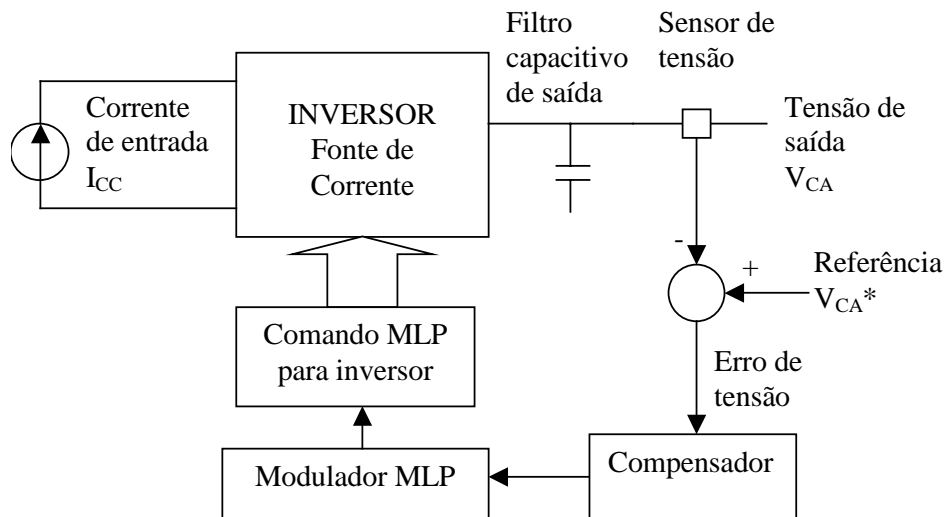 Filtro
capacitivo
de saída
Sensor de
tensão
Corrente
de entrada
I_CC
INVERSOR
Fonte de
Corrente
Tensão de
saída
V_CA
-
+
Referência
V_CA*
Comando MLP
para inversor
Erro de
tensão
Modulador MLP
Compensador